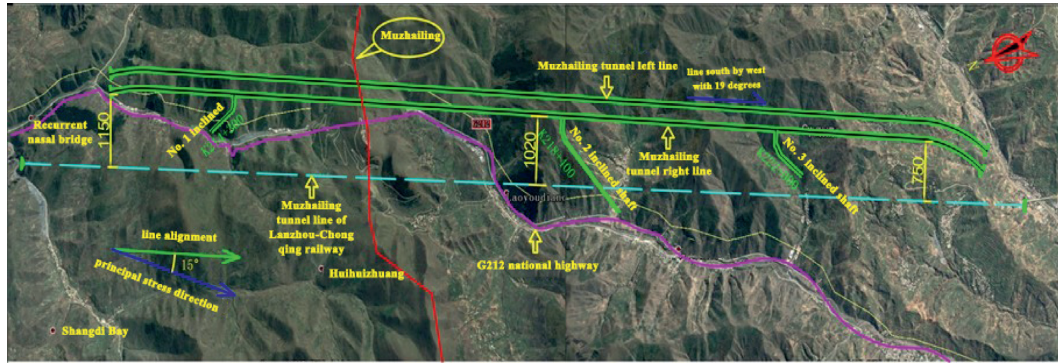 Muzhailing
N
Muzhailing tunnel left line
line south by west
with 19 degrees
Recurrent
nasal bridge
1150
No. 1 inclined
1020
No. 2 inclined shaft
Muzhailing
tunnel right line
No. 3 inclined shaft
750
Laoyoudian
Muzhailing
tunnel line of
Lanzhou-Chong
qing railway
G212 national highway
line alignment
15°
principal stress direction
Huihuizhuang
Shangdi Bay